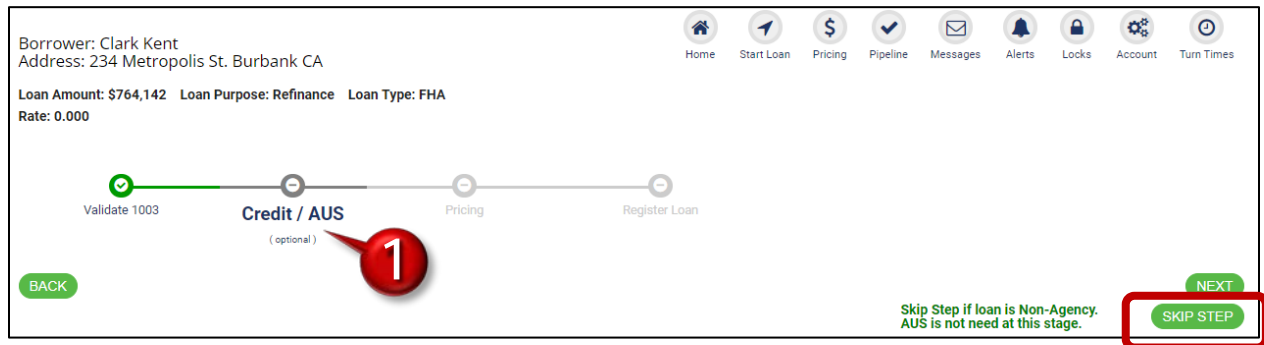 Borrower: Clark Kent
Address: 234 Metropolis St. Burbank CA
Home Start Loan Pricing Pipeline Messages Alerts Locks Account Turn Times
Loan Amount: $764,142 Loan Purpose: Refinance Loan Type: FHA
Rate: 0.000
Validate 1003 Credit / AUS Pricing Register Loan
( optional )
1
BACK NEXT
Skip Step if loan is Non-Agency.
AUS is not need at this stage.
SKIP STEP